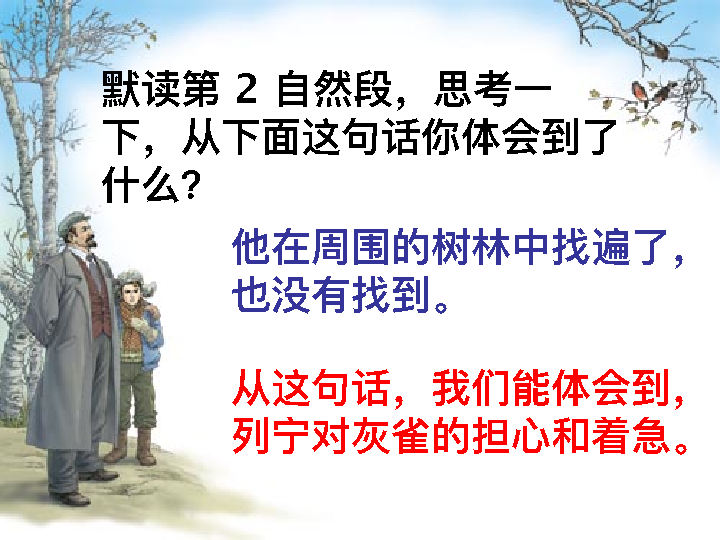 默读第 2 自然段，思考一
下，从下面这句话你体会到了
什么？
他在周围的树林中找遍了，
也没有找到。
从这句话，我们能体会到，
列宁对灰雀的担心和着急。